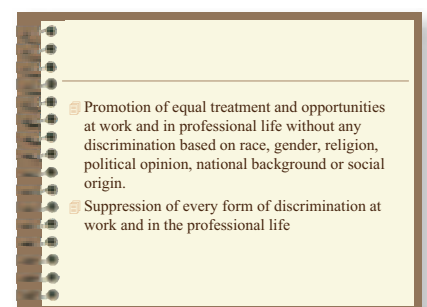 Promotion of equal treatment and opportunities
at work and in professional life without any
discrimination based on race, gender, religion,
political opinion, national background or social
origin.
Suppression of every form of discrimination at
work and in the professional life